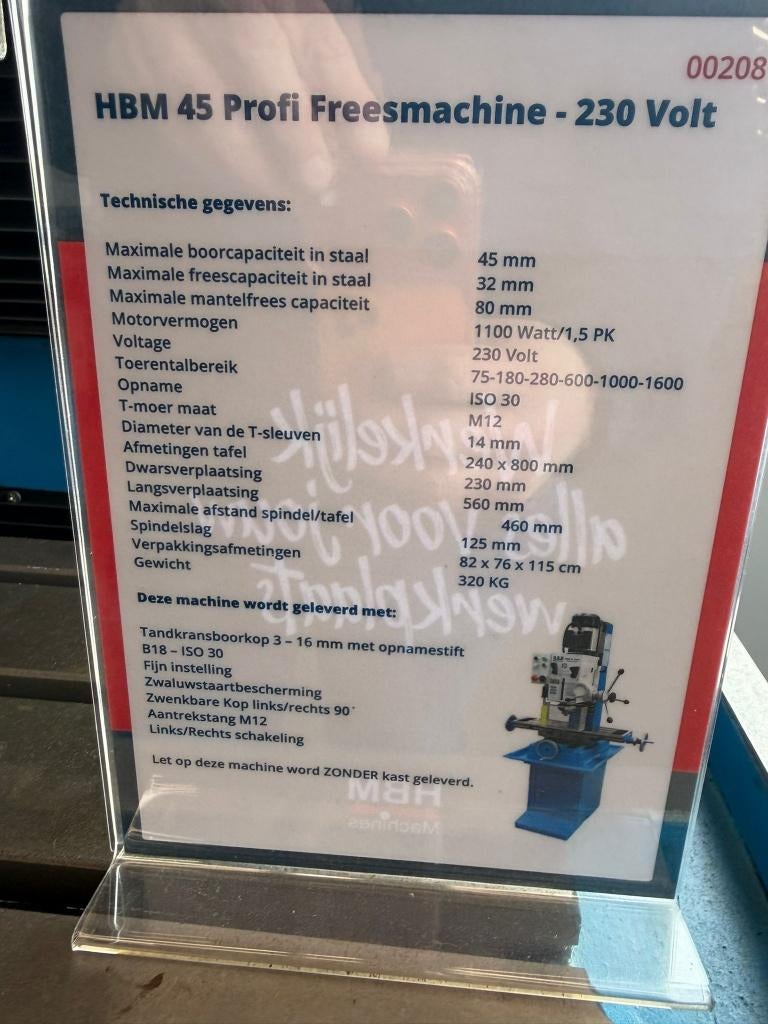 00208
HBM 45 Profi Freesmachine - 230 Volt
Technische gegevens:
Maximale boorcapaciteit in staal 45 mm
Maximale freescapaciteit in staal 32 mm
Maximale mantelfrees capaciteit 80 mm
Motorvermogen 1100 Watt/1,5 PK
Voltage 230 Volt
Toerentalbereik 75-180-280-600-1000-1600
Opname ISO 30
T-moer maat M12
Diameter van de T-sleuven 14 mm
Afmetingen tafel 240 x 800 mm
Dwarsverplaatsing 230 mm
Langsverplaatsing 560 mm
Maximale afstand spindel/tafel 460 mm
Spindelslag 125 mm
Verpakkingsafmetingen 82 x 76 x 115 cm
Gewicht 320 KG
Deze machine wordt geleverd met:
Tandkransboorkop 3 – 16 mm met opnamestift
B18 – ISO 30
Fijn instelling
Zwaluwstaartbescherming
Zwenkbare Kop links/rechts 90°
Aantrekstang M12
Links/Rechts schakeling
Let op deze machine word ZONDER kast geleverd.
Werkelijk
alles voor jouw
werkplaats
HBM
Machines